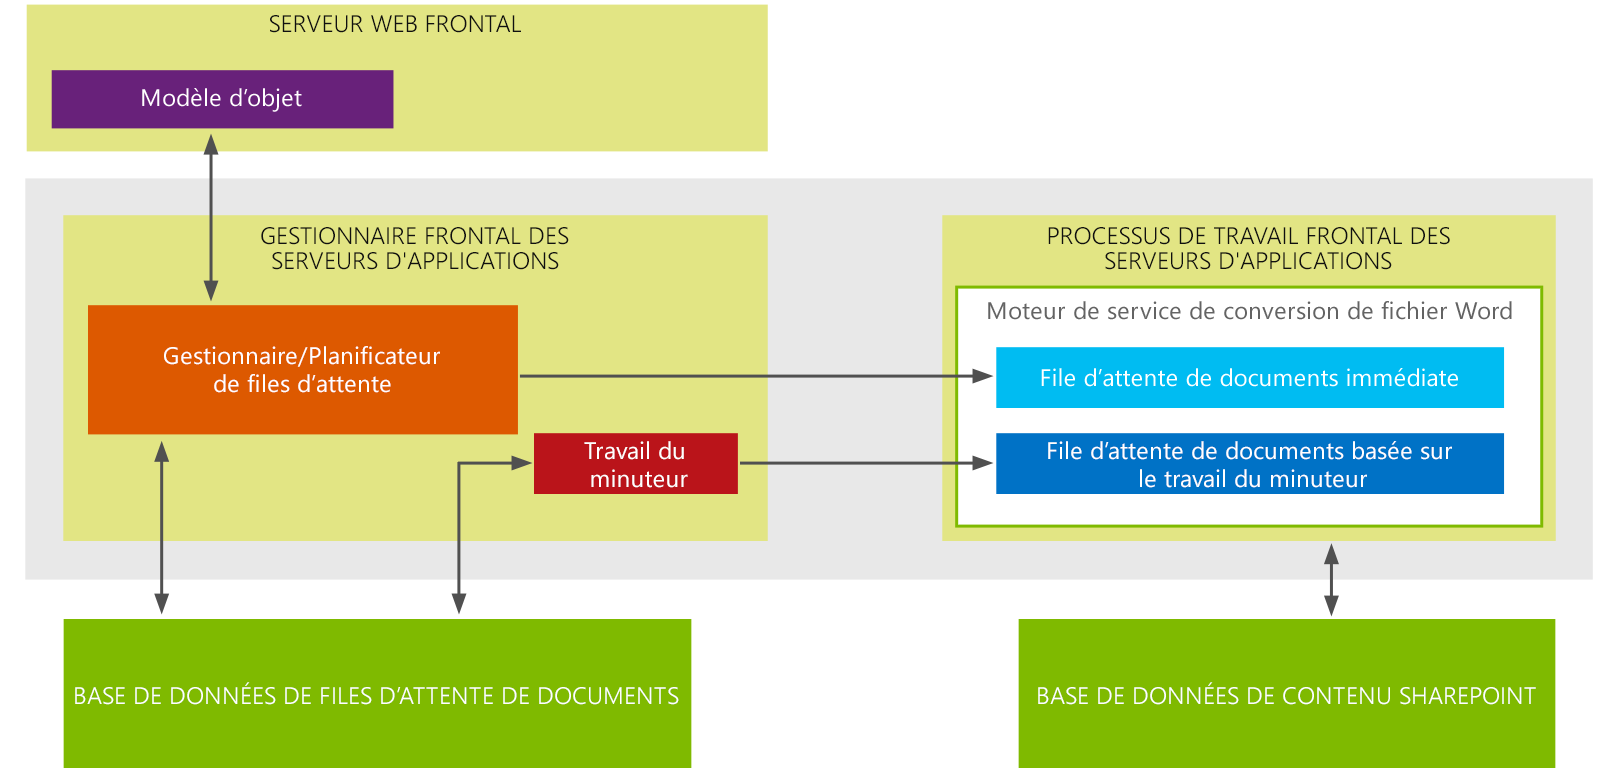 SERVEUR WEB FRONTAL
Modèle d’objet
GESTIONNAIRE FRONTAL DES
SERVEURS D'APPLICATIONS
Gestionnaire/Planificateur
de files d’attente
Travail du
minuteur
PROCESSUS DE TRAVAIL FRONTAL DES
SERVEURS D'APPLICATIONS
Moteur de service de conversion de fichier Word
File d’attente de documents immédiate
File d’attente de documents basée sur
le travail du minuteur
BASE DE DONNÉES DE FILES D’ATTENTE DE DOCUMENTS
BASE DE DONNÉES DE CONTENU SHAREPOINT